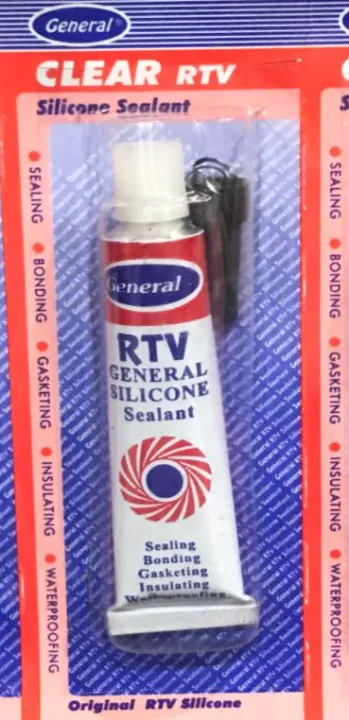 General
CLEAR RTV
Silicone Sealant
SEALING
BONDING
GASKETING
INSULATING
WATERPROOFING
General
RTV
GENERAL
SILICONE
Sealant
Sealing
Bonding
Gasketing
Insulating
Waterproofing
SEALING
BONDING
GASKETING
INSULATING
WATERPROOFING
Original RTV Silicone